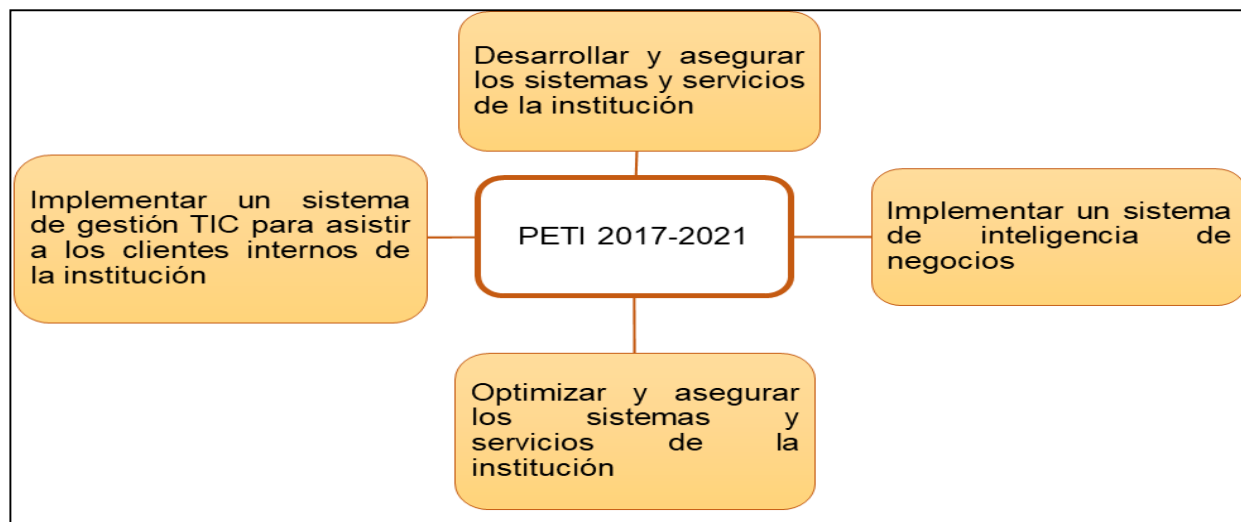 Desarrollar y asegurar
los sistemas y servicios
de la institución
Implementar un sistema
de gestión TIC para asistir
a los clientes internos de
la institución
PETI 2017-2021
Implementar un sistema
de inteligencia de
negocios
Optimizar y asegurar
los sistemas y
servicios de la
institución